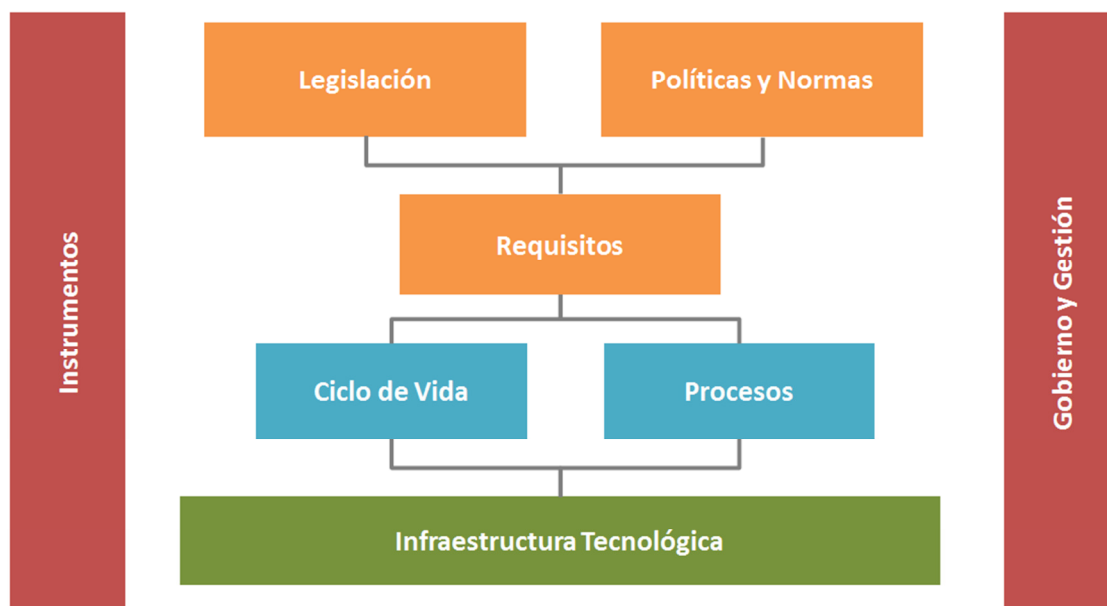 Instrumentos
Legislación
Políticas y Normas
Requisitos
Ciclo de Vida
Procesos
Infraestructura Tecnológica
Gobierno y Gestión